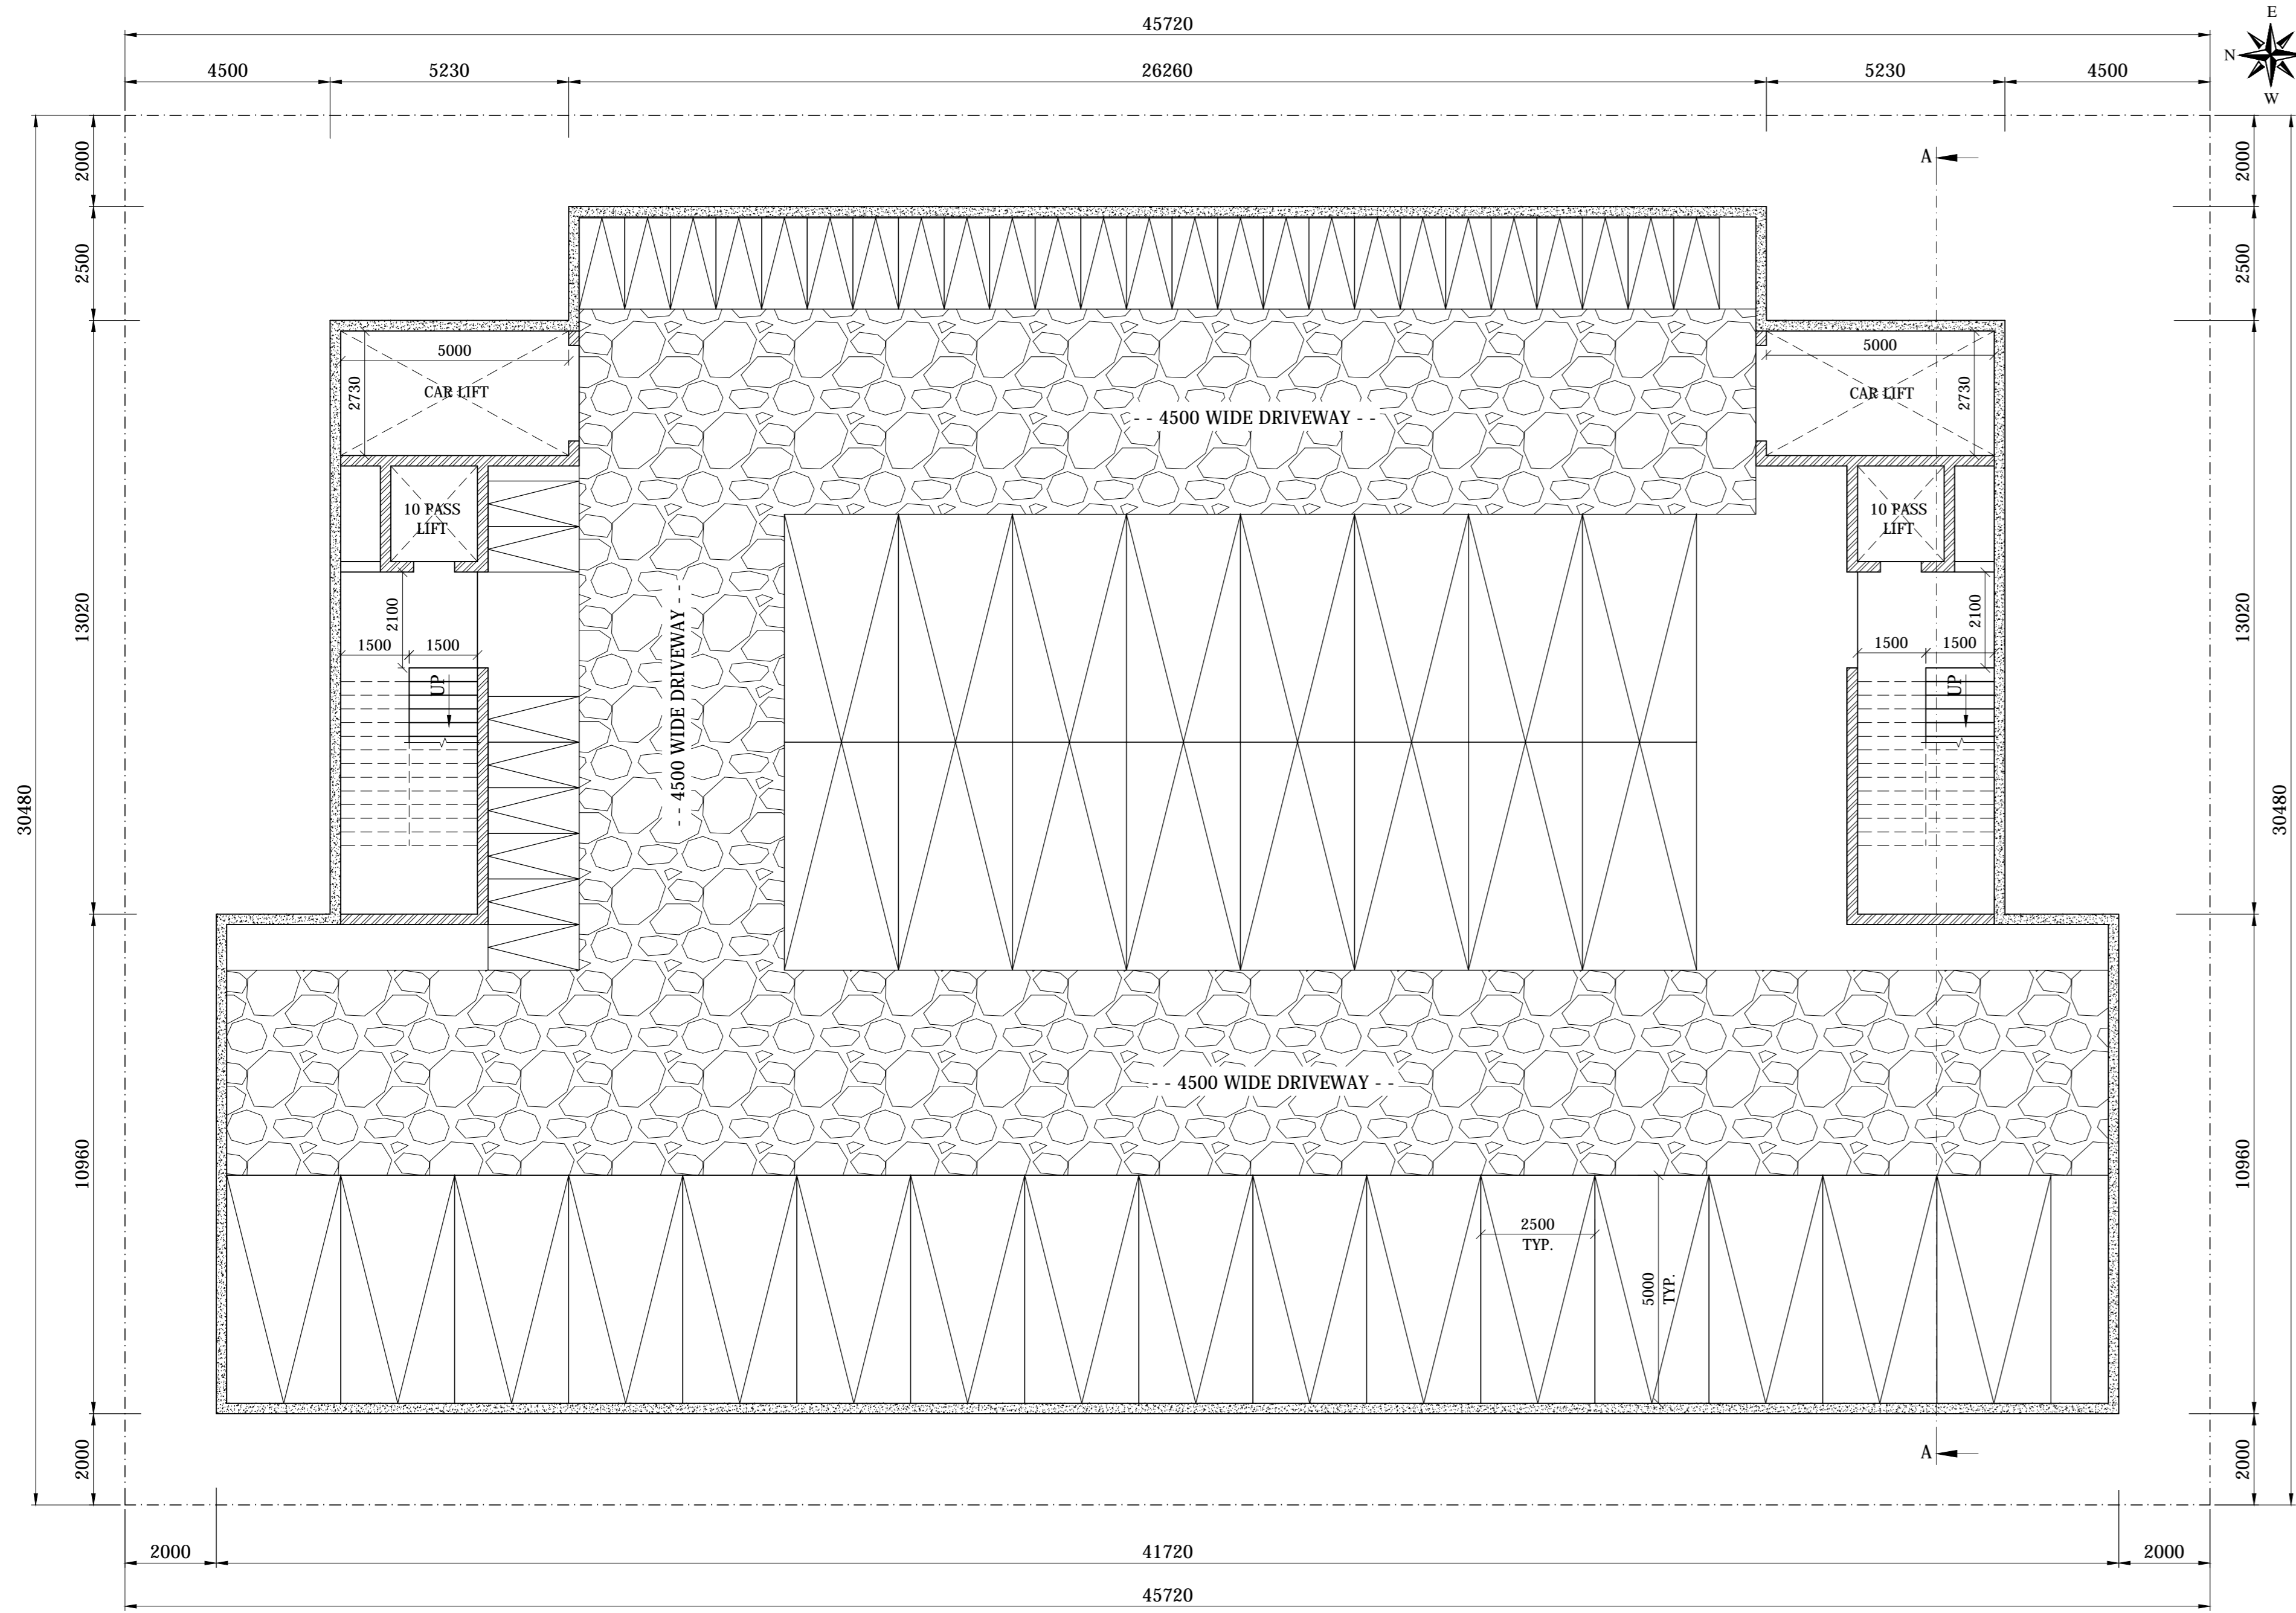 45720
E
N
W
4500 5230 26260 5230 4500
2000
2000
A
2500
2500
5000
2730
CAR LIFT
5000
2730
CAR LIFT
- - 4500 WIDE DRIVEWAY - -
10 PASS
LIFT
10 PASS
LIFT
13020
13020
2100
1500 1500
UP
2100
1500 1500
UP
- - 4500 WIDE DRIVEWAY - -
30480
30480
- - 4500 WIDE DRIVEWAY - -
10960
10960
2500
TYP.
5000
TYP.
A
2000
2000
2000 41720 2000
45720